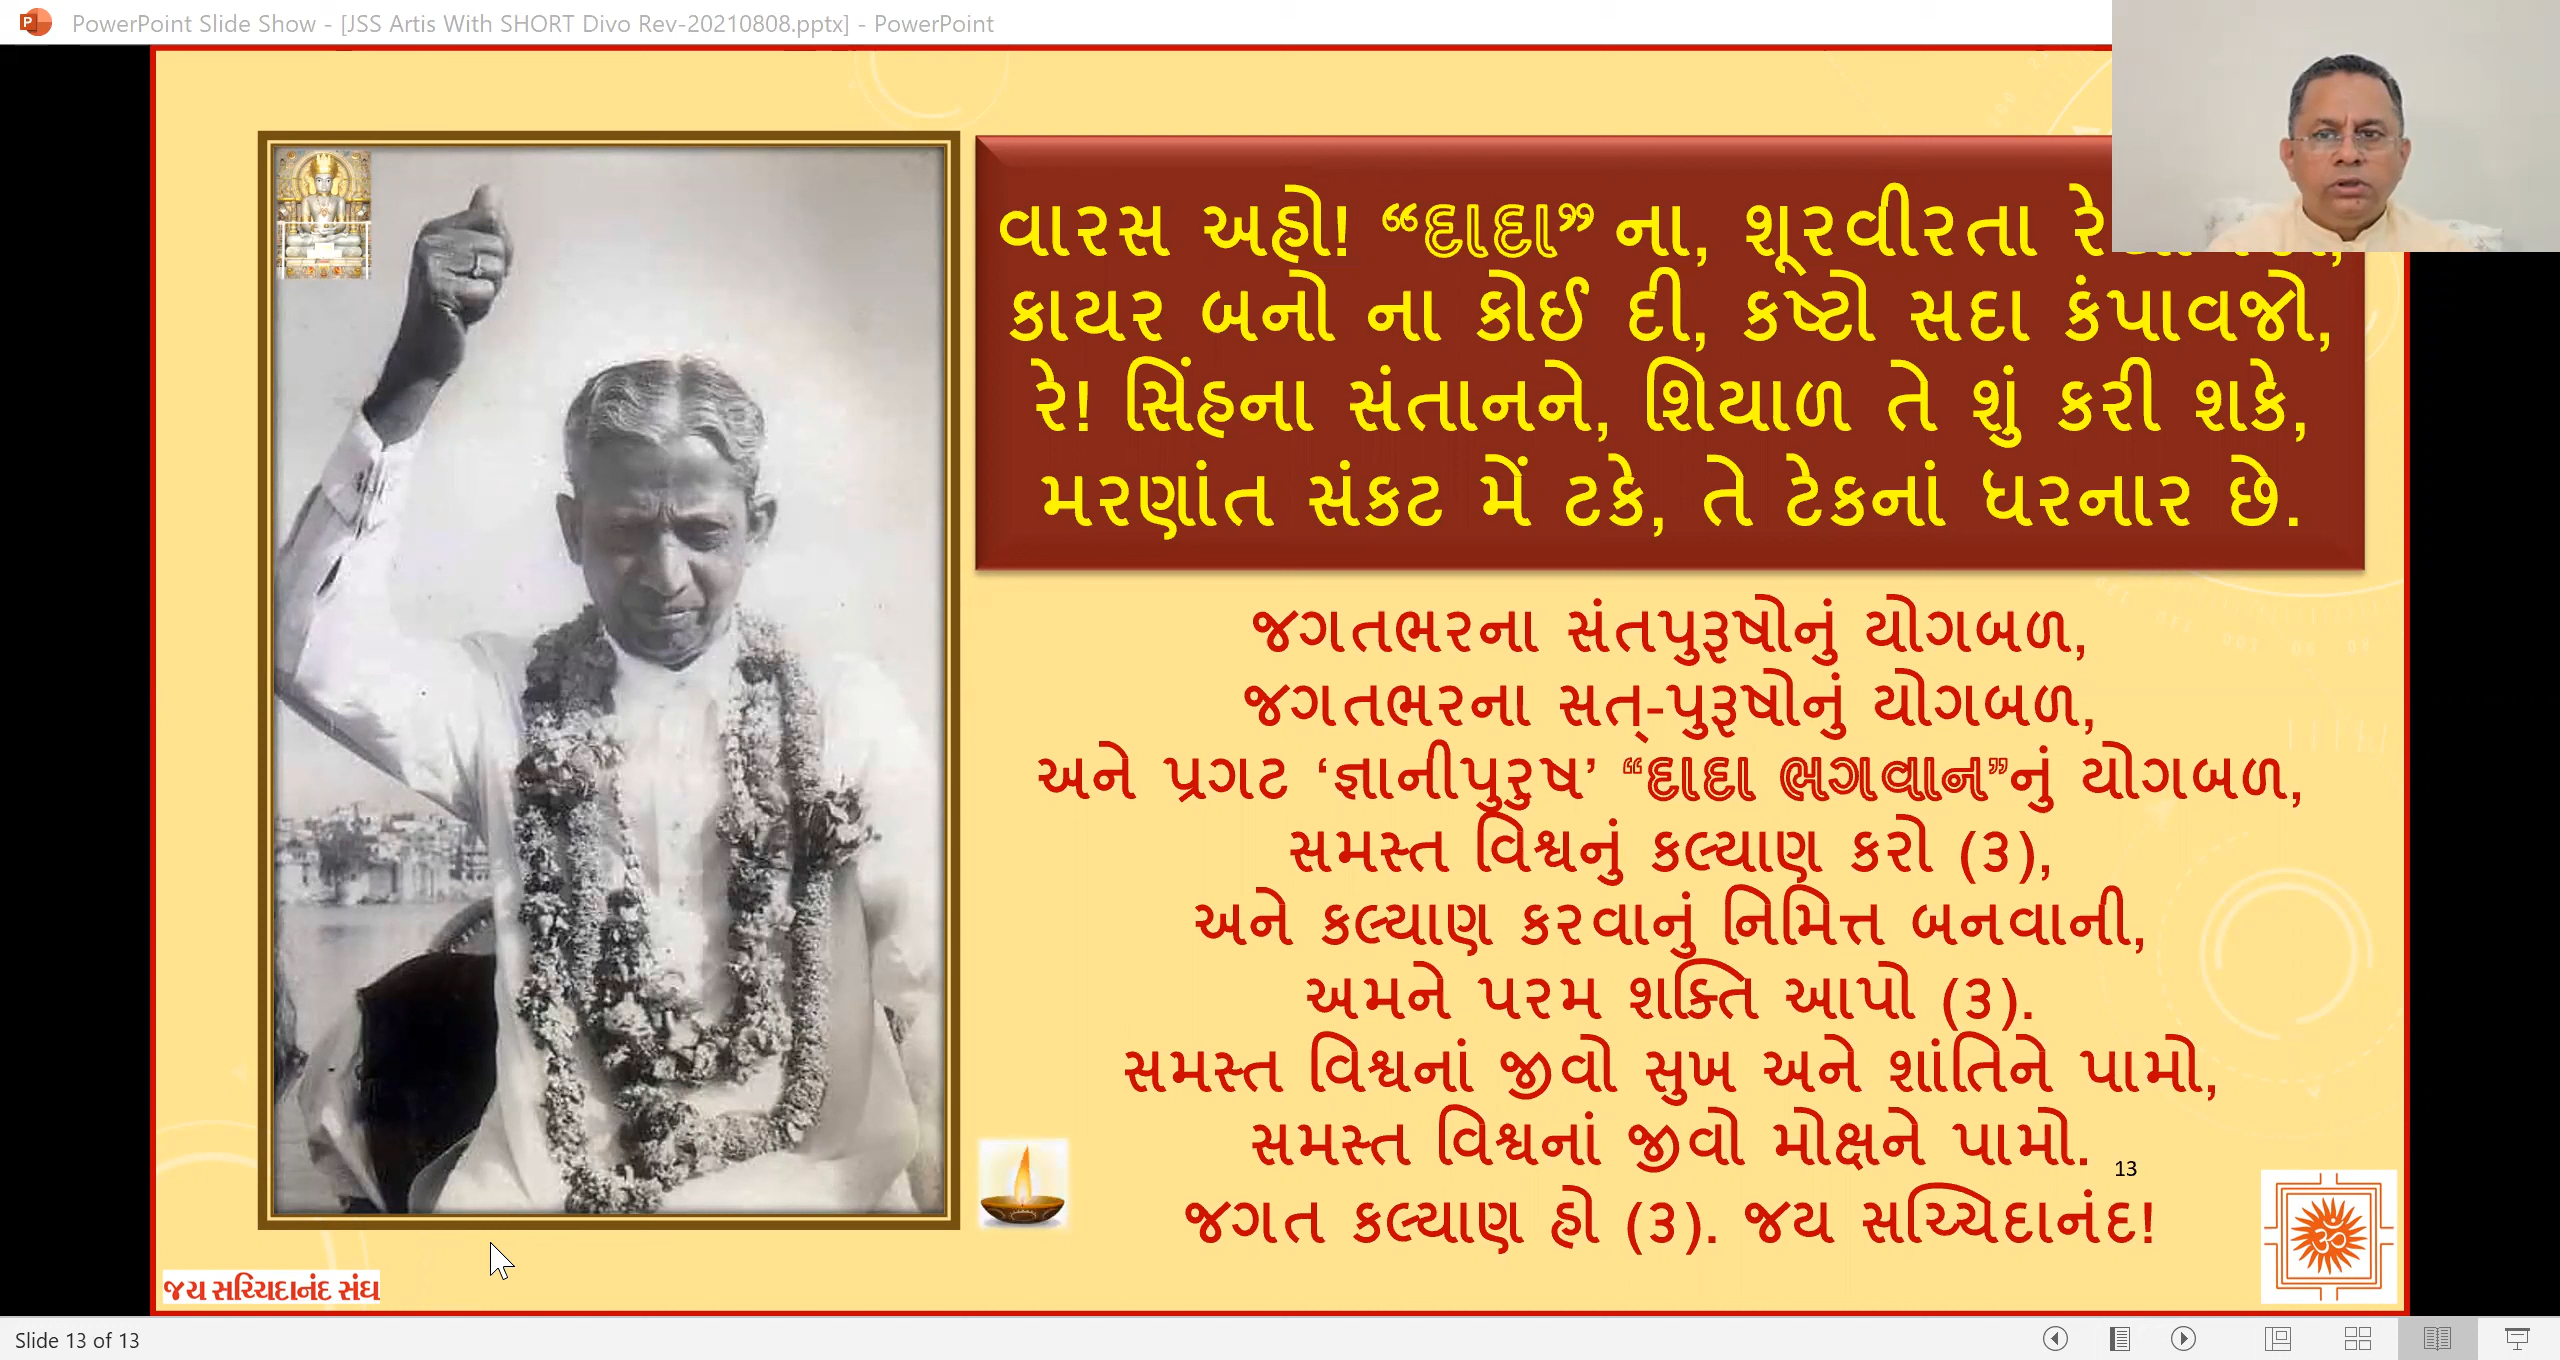 PowerPoint Slide Show - [JSS Artis With SHORT Divo Rev-20210808.pptx] - PowerPoint
વારસ અહો! “દાદા” ના, શૂરવીરતા
કાયર બનો ના કોઈ દી, કષ્ટો સદા કંપાવજો,
રે! સિંહના સંતાનને, શિયાળ તે શું કરી શકે,
મરણાંત સંકટ મેં ટકે, તે ટેકનાં ધરનાર છે.
જગતભરના સંતપુરૂષોનું યોગબળ,
જગતભરના સત્-પુરૂષોનું યોગબળ,
અને પ્રગટ ‘જ્ઞાનીપુરુષ’ “દાદા ભગવાન”નું યોગબળ,
સમસ્ત વિશ્વનું કલ્યાણ કરો (૩),
અને કલ્યાણ કરવાનું નિમિત્ત બનવાની,
અમને પરમ શક્તિ આપો (૩).
સમસ્ત વિશ્વનાં જીવો સુખ અને શાંતિને પામો,
સમસ્ત વિશ્વનાં જીવો મોક્ષને પામો.
13
જગત કલ્યાણ હો (૩). જય સચ્ચિદાનંદ!
ૐ
જય સચ્ચિદાનંદ સંઘ
Slide 13 of 13